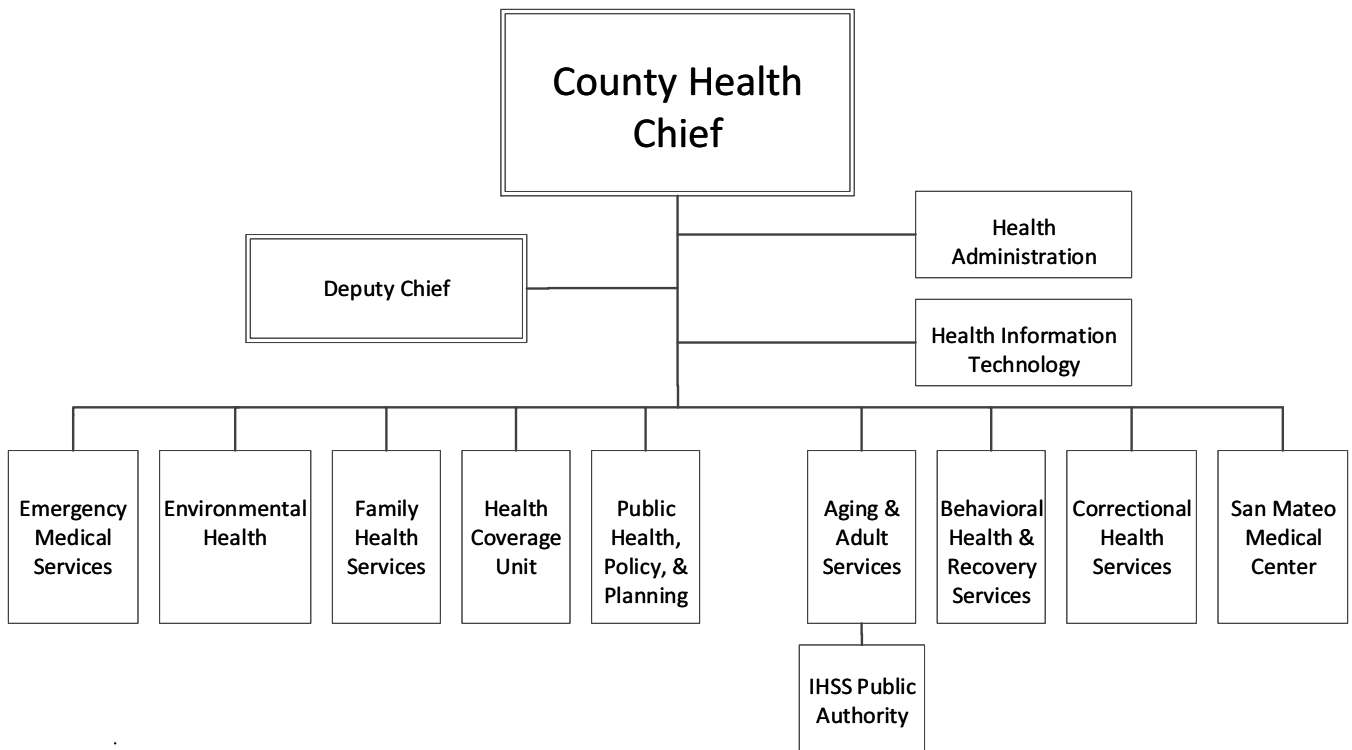 County Health
Chief
Health
Administration
Deputy Chief
Health Information
Technology
Emergency
Medical
Services
Environmental
Health
Family
Health
Services
Health
Coverage
Unit
Public
Health,
Policy, &
Planning
Aging &
Adult
Services
Behavioral
Health &
Recovery
Services
Correctional
Health
Services
San Mateo
Medical
Center
IHSS Public
Authority
.